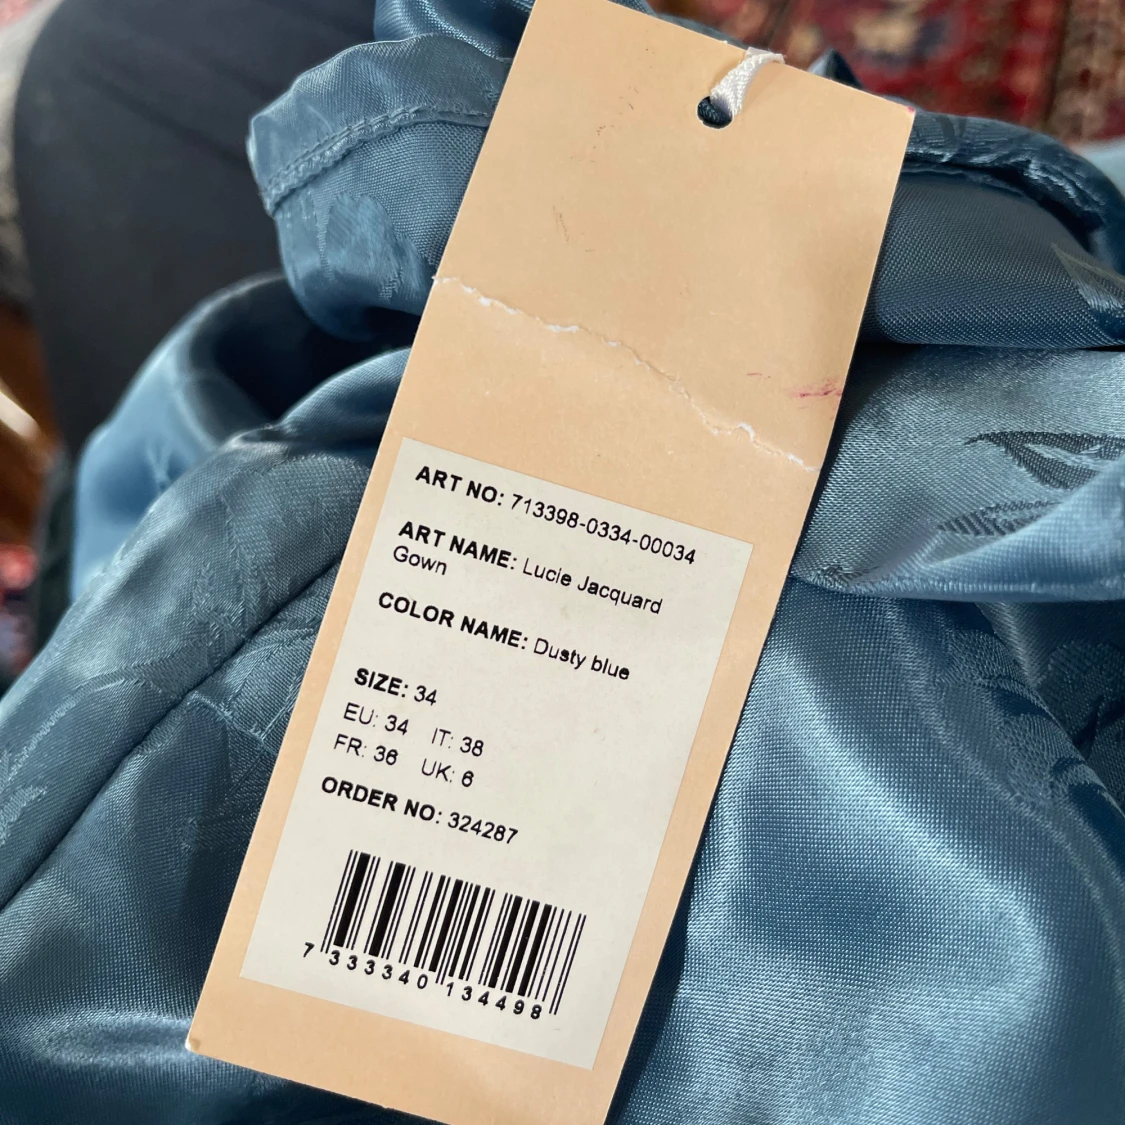 ART NO: 713398-0334-00034
ART NAME: Lucie Jacquard
Gown
COLOR NAME: Dusty blue
SIZE: 34
EU: 34 IT: 38
FR: 36 UK: 6
ORDER NO: 324287
7 333340 134498